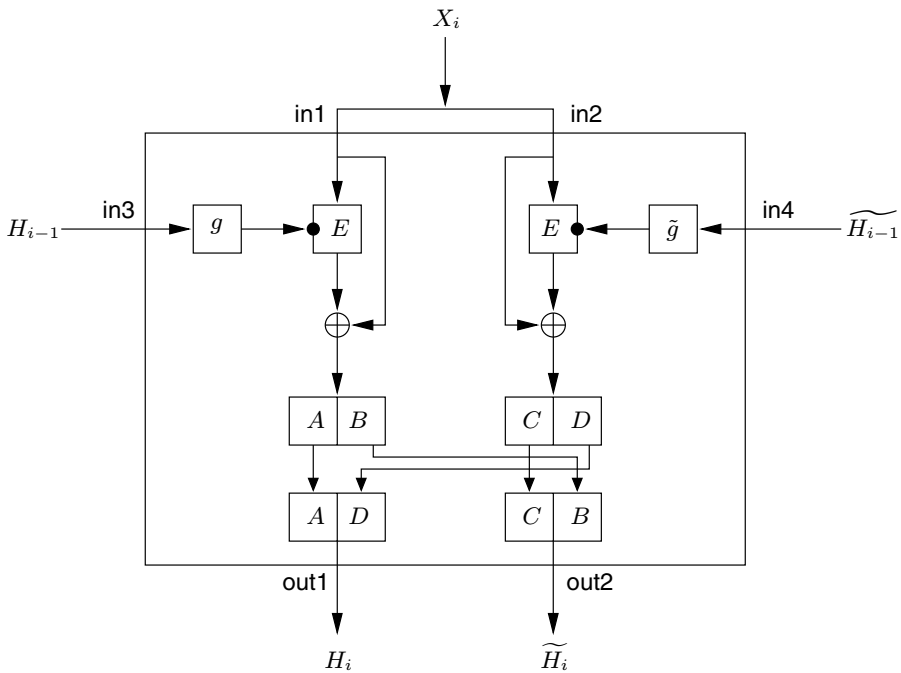 X_i
in1 in2
in3 in4
H_{i−1} g E E g̃ \widetilde{H_{i−1}}
A B C D
A D C B
out1 out2
H_i \widetilde{H_i}